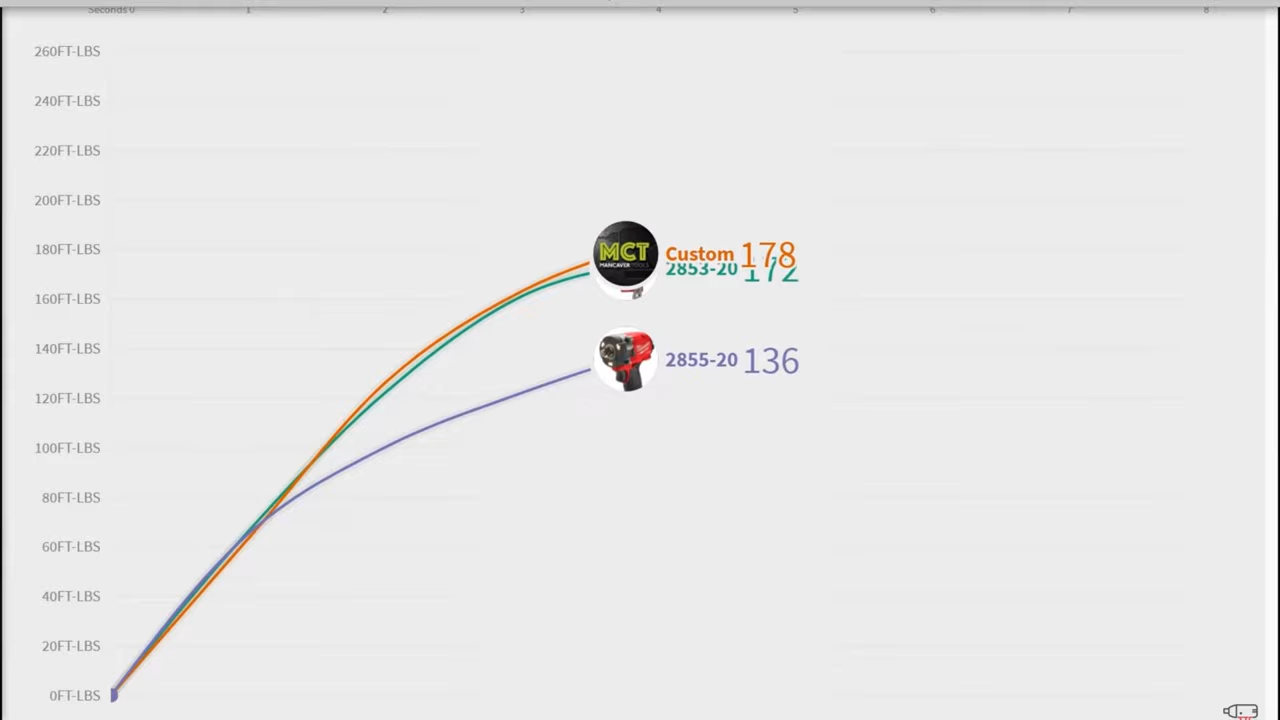 Seconds 0 1 2 3 4 5 6 7 8
260FT-LBS
240FT-LBS
220FT-LBS
200FT-LBS
180FT-LBS
160FT-LBS
140FT-LBS
120FT-LBS
100FT-LBS
80FT-LBS
60FT-LBS
40FT-LBS
20FT-LBS
0FT-LBS
MCT
MANCAVERTOOLS
Custom 178
2853-20 172
2855-20 136